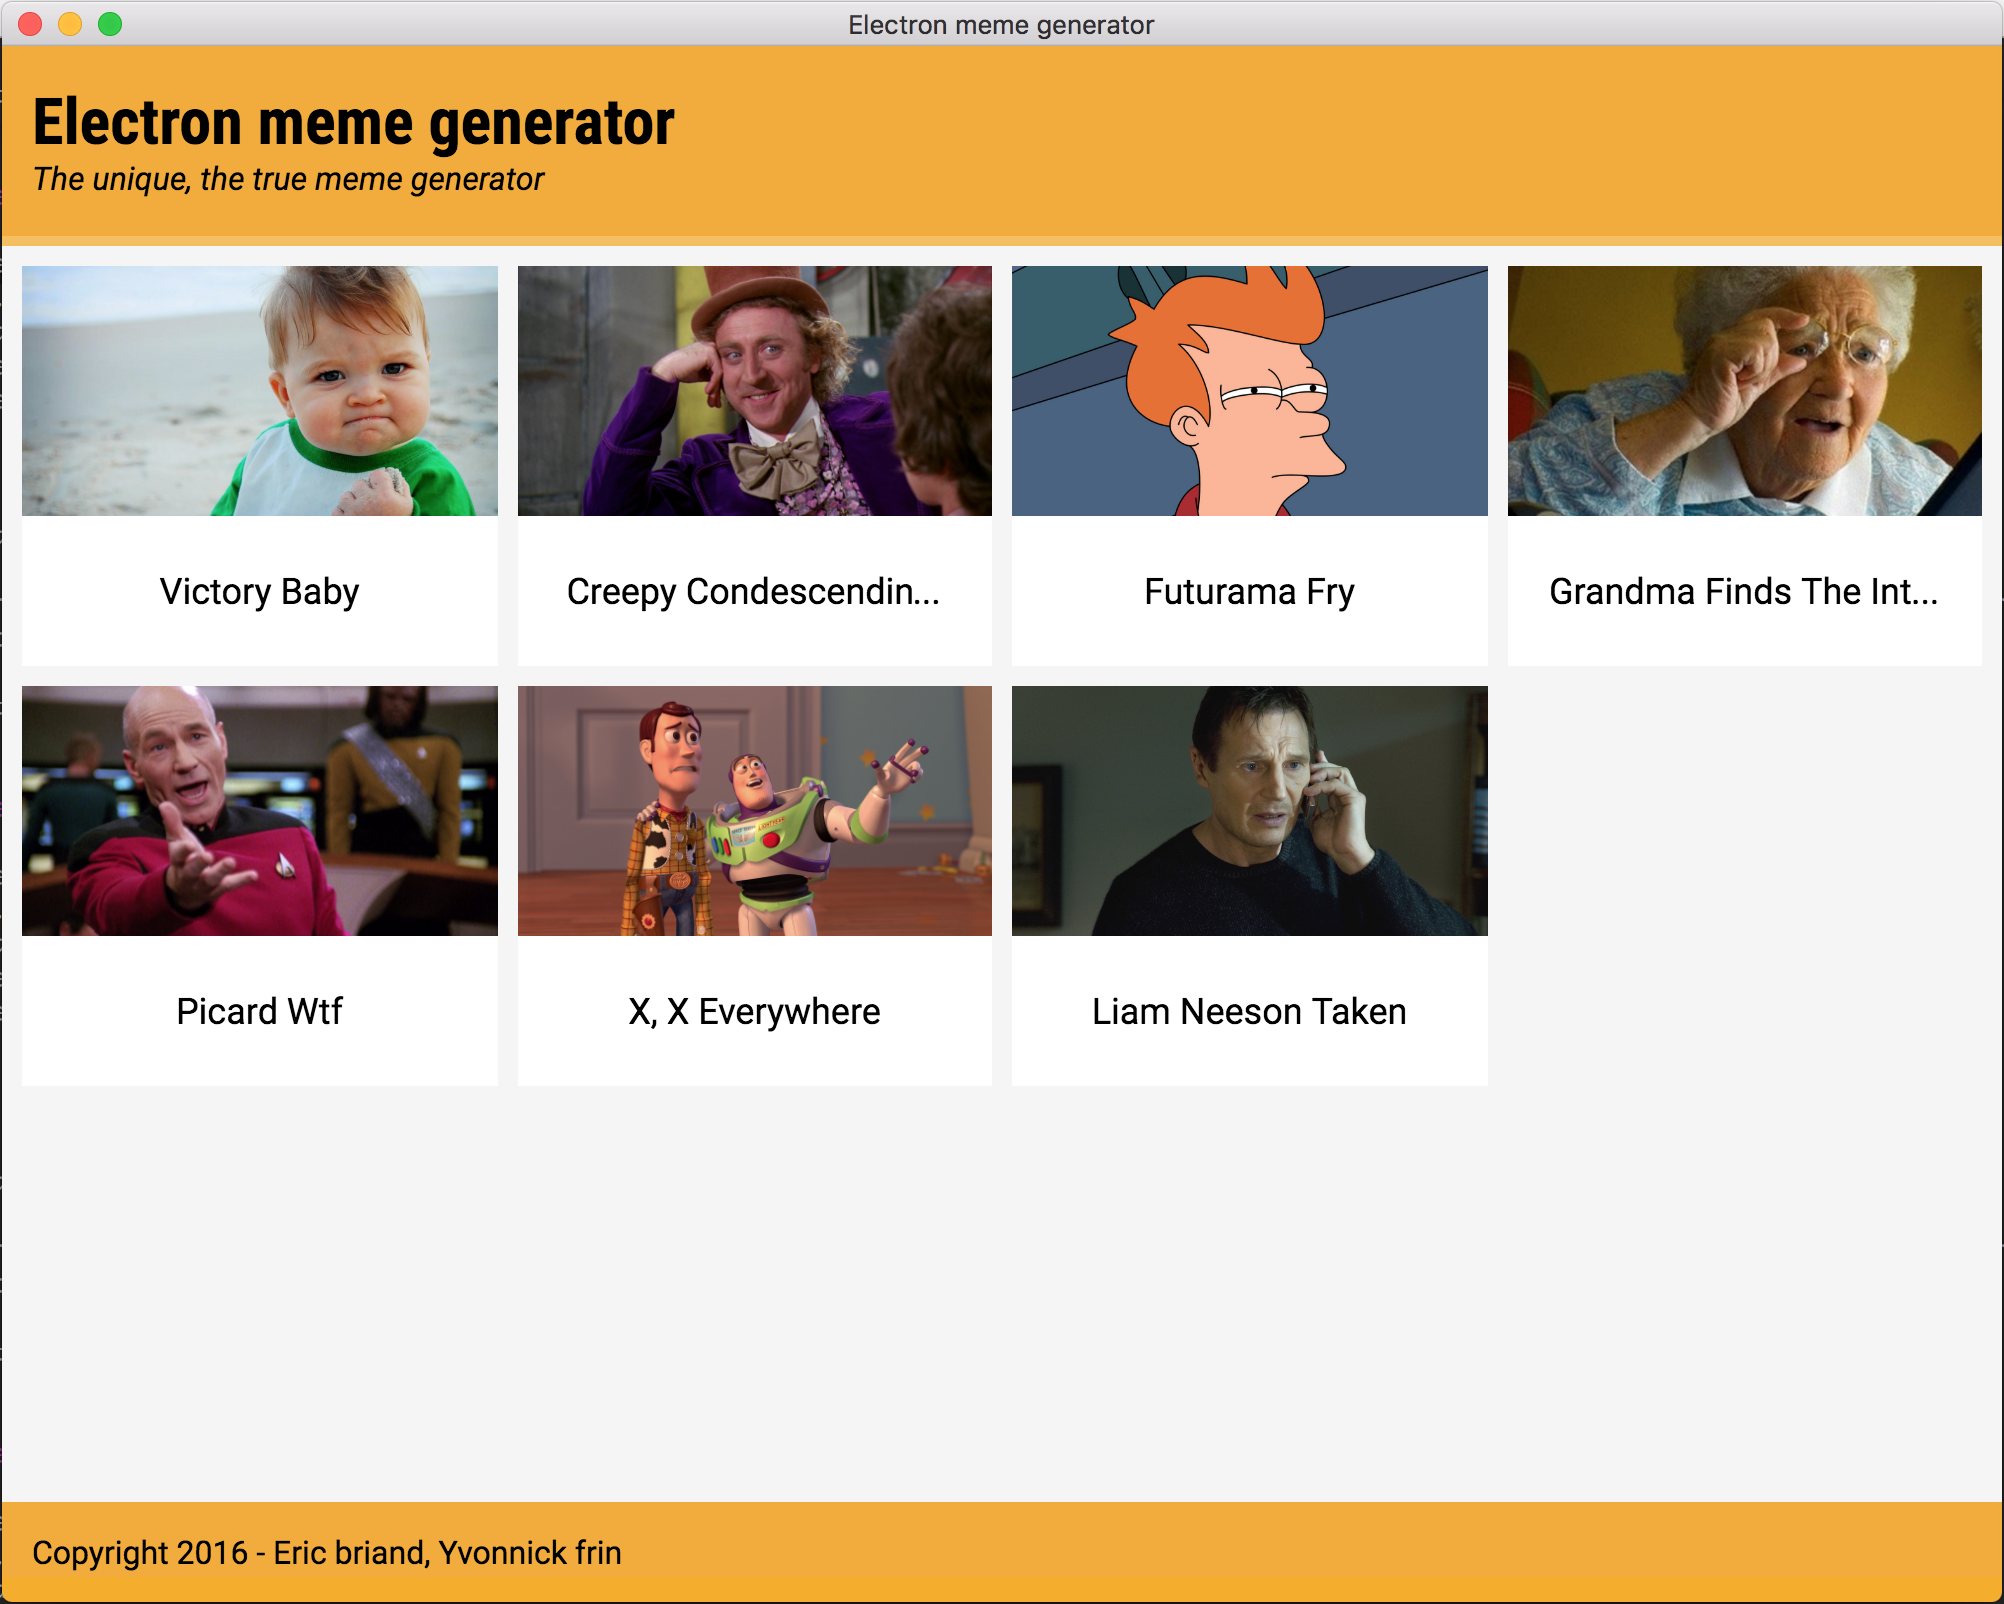 Electron meme generator
Electron meme generator
The unique, the true meme generator
Victory Baby
Creepy Condescendin...
Futurama Fry
Grandma Finds The Int...
LIGHTYEAR
Picard Wtf
X, X Everywhere
Liam Neeson Taken
Copyright 2016 - Eric briand, Yvonnick frin